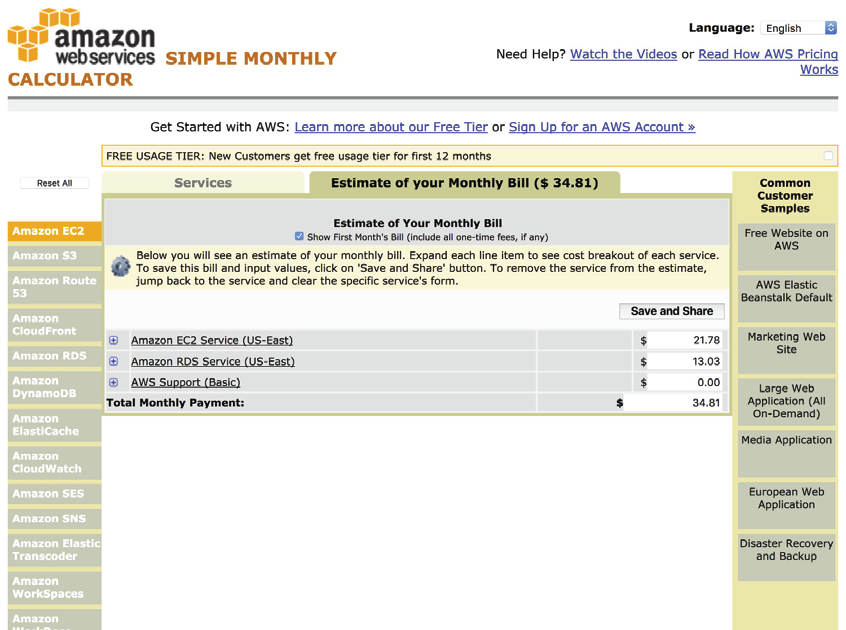 amazon
webservices
SIMPLE MONTHLY
CALCULATOR
Language: English
Need Help? Watch the Videos or Read How AWS Pricing
Works
Get Started with AWS: Learn more about our Free Tier or Sign Up for an AWS Account »
FREE USAGE TIER: New Customers get free usage tier for first 12 months
Reset All
Services
Estimate of your Monthly Bill ($ 34.81)
Estimate of Your Monthly Bill
Show First Month's Bill (include all one-time fees, if any)
Below you will see an estimate of your monthly bill. Expand each line item to see cost breakout of each service.
To save this bill and input values, click on 'Save and Share' button. To remove the service from the estimate,
jump back to the service and clear the specific service's form.
Save and Share
Amazon EC2 Service (US-East) $ 21.78
Amazon RDS Service (US-East) $ 13.03
AWS Support (Basic) $ 0.00
Total Monthly Payment: $ 34.81
Amazon EC2
Amazon S3
Amazon Route
53
Amazon
CloudFront
Amazon RDS
Amazon
DynamoDB
Amazon
ElastiCache
Amazon
CloudWatch
Amazon SES
Amazon SNS
Amazon Elastic
Transcoder
Amazon
WorkSpaces
Amazon
Common
Customer
Samples
Free Website on
AWS
AWS Elastic
Beanstalk Default
Marketing Web
Site
Large Web
Application (All
On-Demand)
Media Application
European Web
Application
Disaster Recovery
and Backup